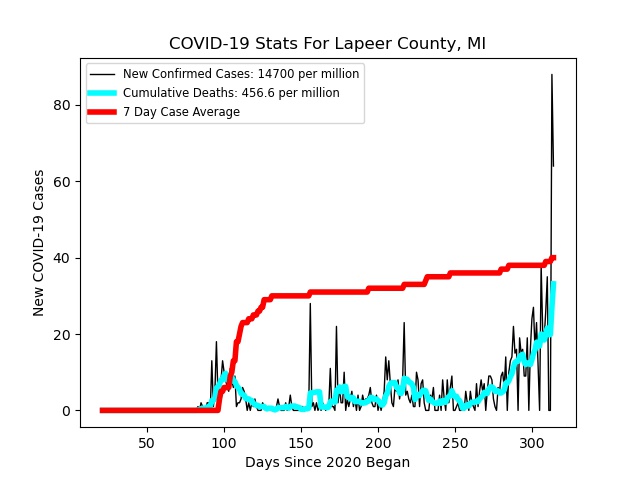 COVID-19 Stats For Lapeer County, MI
New Confirmed Cases: 14700 per million
Cumulative Deaths: 456.6 per million
7 Day Case Average
New COVID-19 Cases
80
60
40
20
0
50 100 150 200 250 300
Days Since 2020 Began